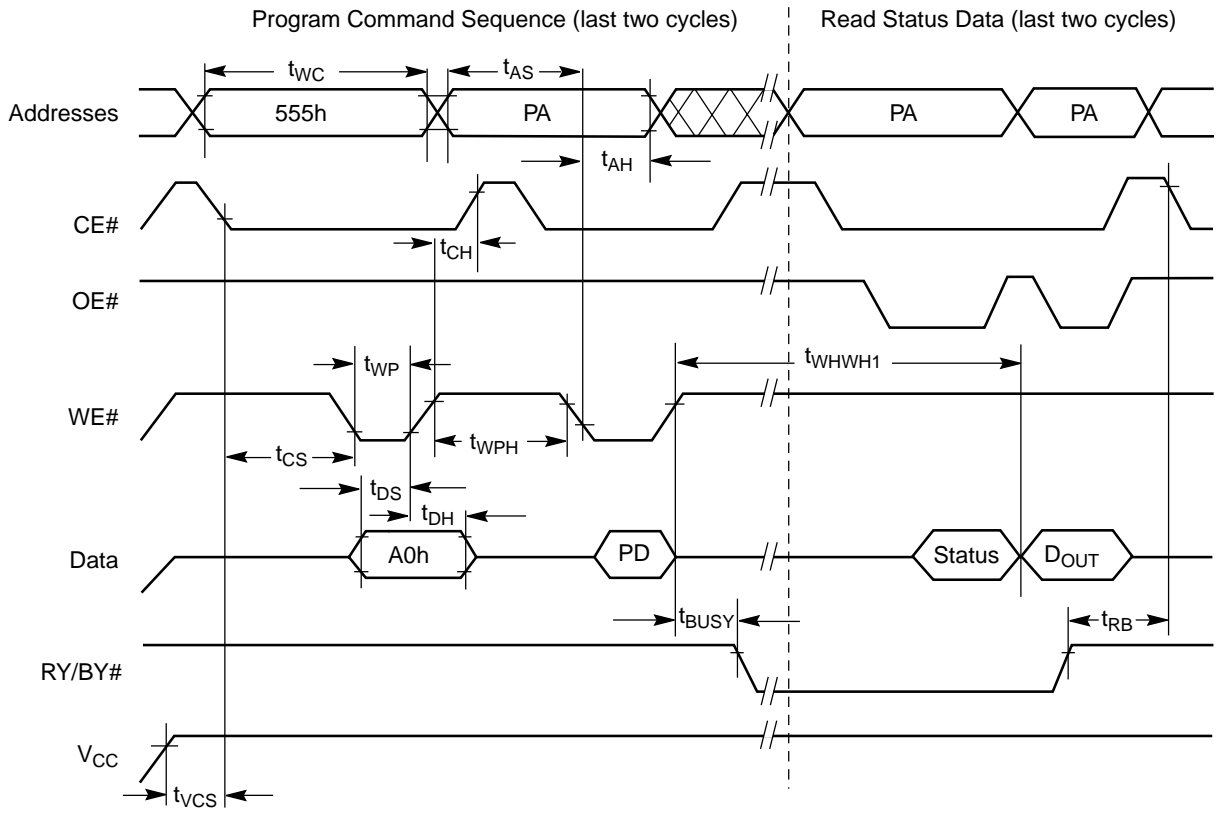 Program Command Sequence (last two cycles) Read Status Data (last two cycles)
tWC tAS
Addresses 555h PA PA PA
tAH
CE#
tCH
OE#
tWP tWHWH1
WE#
tWPH
tCS
tDS
tDH
Data A0h PD Status DOUT
tBUSY tRB
RY/BY#
VCC
tVCS